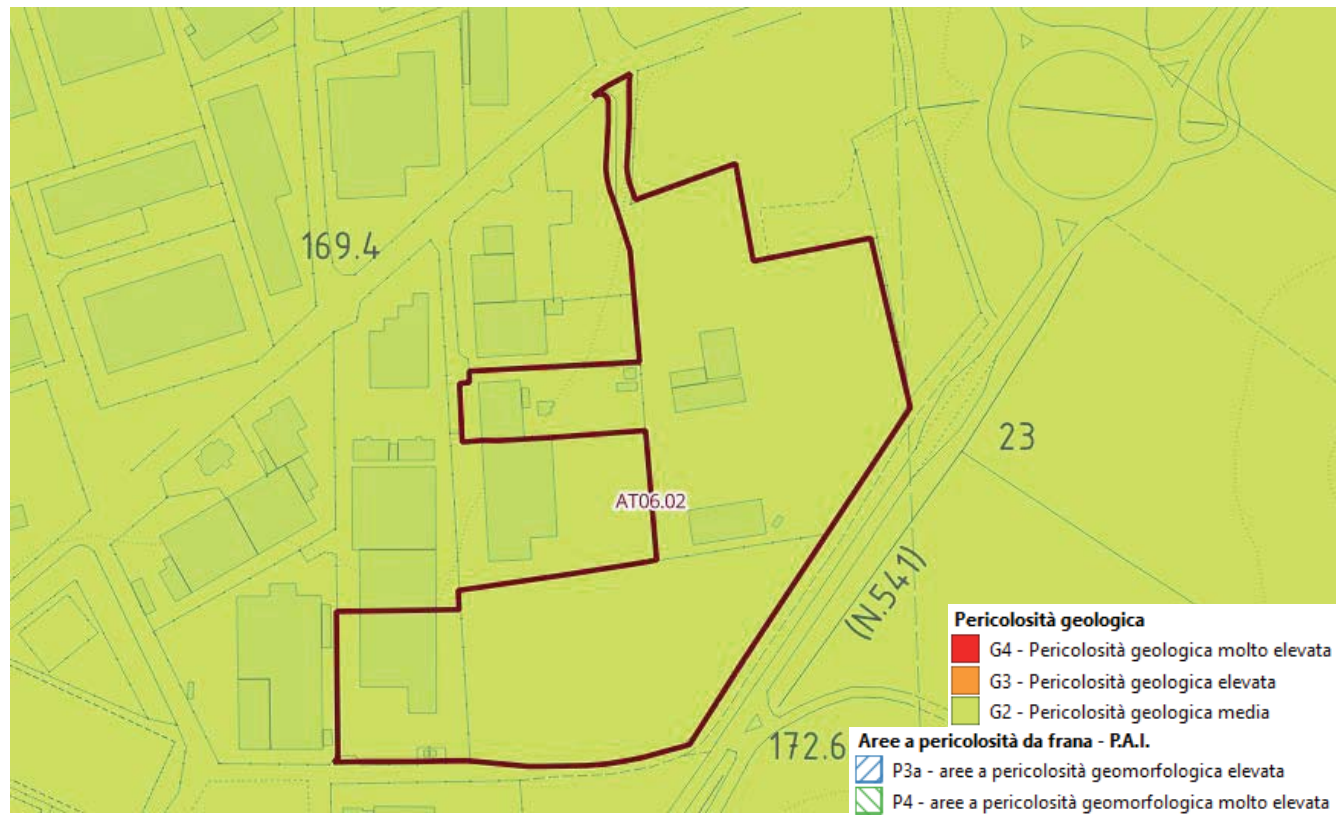 169.4
23
AT06.02
(N.541)
172.6
Pericolosità geologica
G4 - Pericolosità geologica molto elevata
G3 - Pericolosità geologica elevata
G2 - Pericolosità geologica media
Aree a pericolosità da frana - P.A.I.
P3a - aree a pericolosità geomorfologica elevata
P4 - aree a pericolosità geomorfologica molto elevata